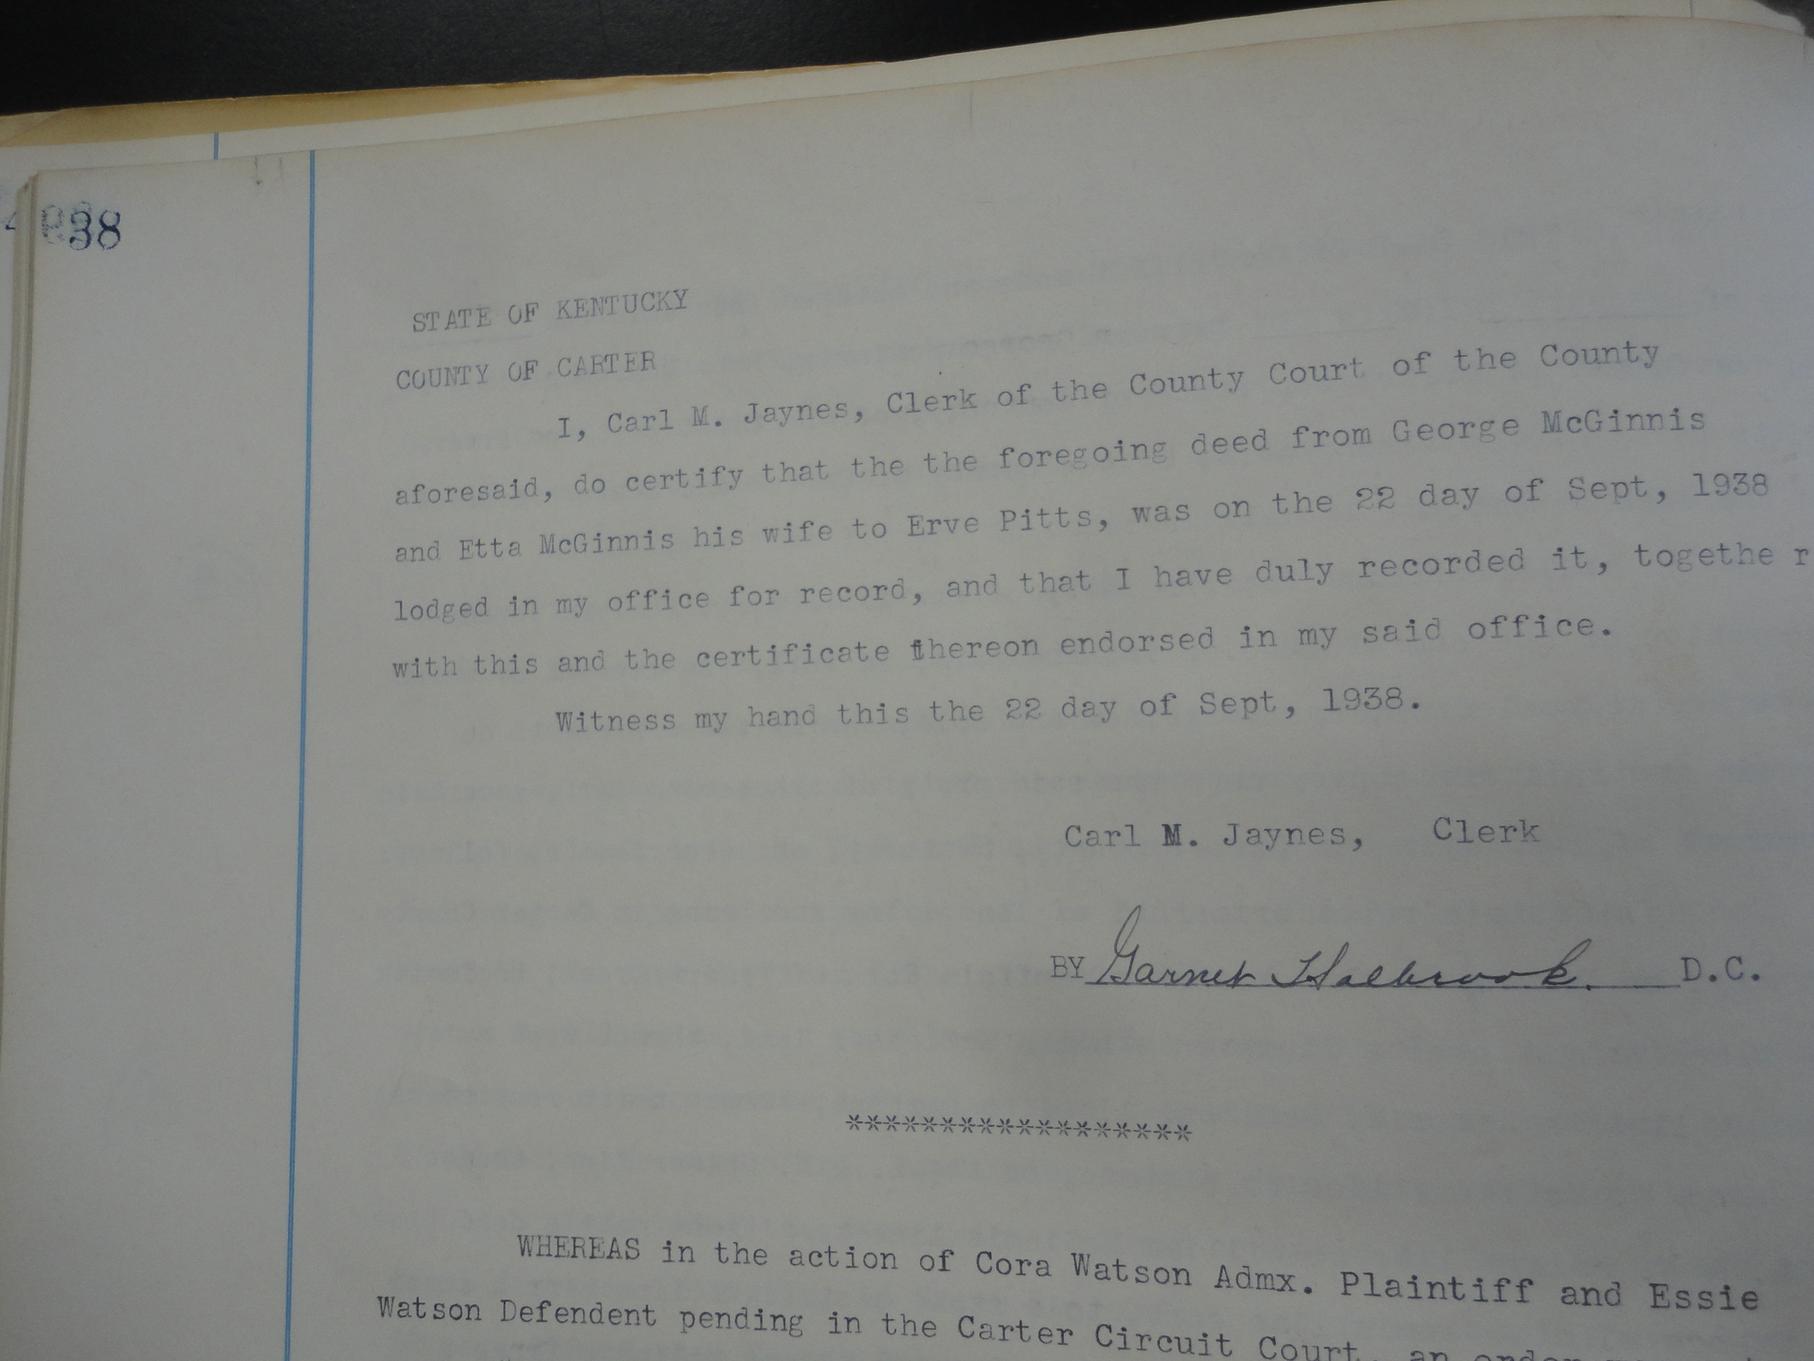 38
STATE OF KENTUCKY
COUNTY OF CARTER
I, Carl M. Jaynes, Clerk of the County Court of the County
aforesaid, do certify that the the foregoing deed from George McGinnis
and Etta McGinnis his wife to Erve Pitts, was on the 22 day of Sept, 1938
lodged in my office for record, and that I have duly recorded it, togethe r
with this and the certificate thereon endorsed in my said office.
Witness my hand this the 22 day of Sept, 1938.
Carl M. Jaynes, Clerk
BY Garnet Holbrook. D.C.
******************
WHEREAS in the action of Cora Watson Admx. Plaintiff and Essie
Watson Defendent pending in the Carter Circuit Court, an order